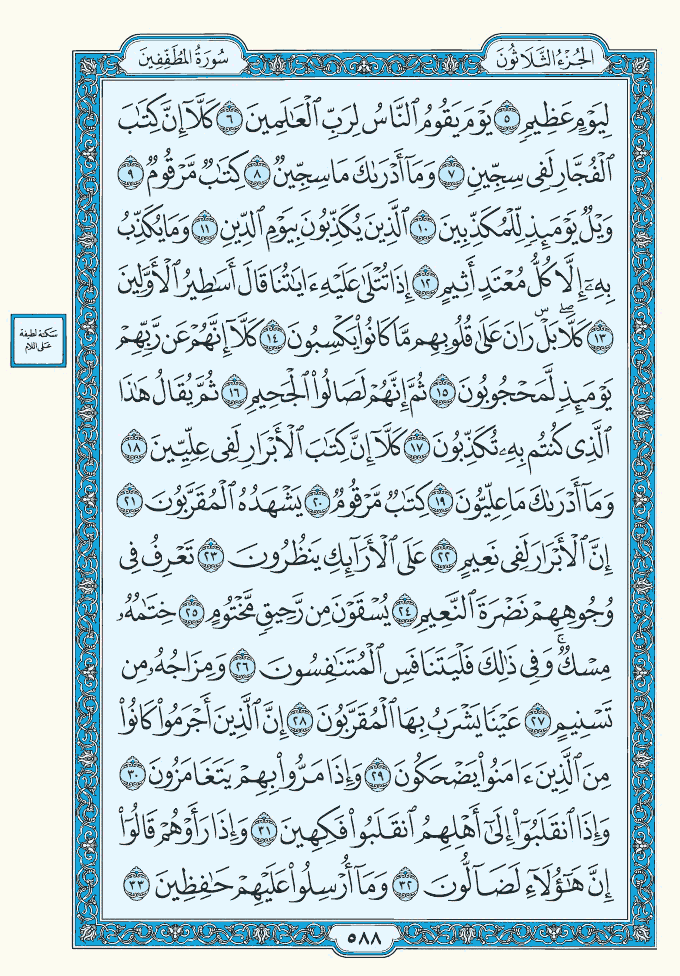 الجُزْءُ الثَّلَاثُونَ
سُورَةُ المُطَفِّفِينَ
لِيَوْمٍ عَظِيمٍ ٥ يَوْمَ يَقُومُ ٱلنَّاسُ لِرَبِّ ٱلْعَٰلَمِينَ ٦ كَلَّآ إِنَّ كِتَٰبَ
ٱلْفُجَّارِ لَفِى سِجِّينٍ ٧ وَمَآ أَدْرَىٰكَ مَا سِجِّينٌ ٨ كِتَٰبٌ مَّرْقُومٌ ٩
وَيْلٌ يَوْمَئِذٍ لِّلْمُكَذِّبِينَ ١٠ ٱلَّذِينَ يُكَذِّبُونَ بِيَوْمِ ٱلدِّينِ ١١ وَمَا يُكَذِّبُ
بِهِۦٓ إِلَّا كُلُّ مُعْتَدٍ أَثِيمٍ ١٢ إِذَا تُتْلَىٰ عَلَيْهِ ءَايَٰتُنَا قَالَ أَسَٰطِيرُ ٱلْأَوَّلِينَ
١٣ كَلَّا ۖ بَلْ ۜ رَانَ عَلَىٰ قُلُوبِهِم مَّا كَانُوا۟ يَكْسِبُونَ ١٤ كَلَّآ إِنَّهُمْ عَن رَّبِّهِمْ
يَوْمَئِذٍ لَّمَحْجُوبُونَ ١٥ ثُمَّ إِنَّهُمْ لَصَالُوا۟ ٱلْجَحِيمِ ١٦ ثُمَّ يُقَالُ هَٰذَا
ٱلَّذِى كُنتُم بِهِۦ تُكَذِّبُونَ ١٧ كَلَّآ إِنَّ كِتَٰبَ ٱلْأَبْرَارِ لَفِى عِلِّيِّينَ ١٨
وَمَآ أَدْرَىٰكَ مَا عِلِّيُّونَ ١٩ كِتَٰبٌ مَّرْقُومٌ ٢٠ يَشْهَدُهُ ٱلْمُقَرَّبُونَ ٢١
إِنَّ ٱلْأَبْرَارَ لَفِى نَعِيمٍ ٢٢ عَلَى ٱلْأَرَآئِكِ يَنظُرُونَ ٢٣ تَعْرِفُ فِى
وُجُوهِهِمْ نَضْرَةَ ٱلنَّعِيمِ ٢٤ يُسْقَوْنَ مِن رَّحِيقٍ مَّخْتُومٍ ٢٥ خِتَٰمُهُۥ
مِسْكٌ ۚ وَفِى ذَٰلِكَ فَلْيَتَنَافَسِ ٱلْمُتَنَٰفِسُونَ ٢٦ وَمِزَاجُهُۥ مِن
تَسْنِيمٍ ٢٧ عَيْنًا يَشْرَبُ بِهَا ٱلْمُقَرَّبُونَ ٢٨ إِنَّ ٱلَّذِينَ أَجْرَمُوا۟ كَانُوا۟
مِنَ ٱلَّذِينَ ءَامَنُوا۟ يَضْحَكُونَ ٢٩ وَإِذَا مَرُّوا۟ بِهِمْ يَتَغَامَزُونَ ٣٠
وَإِذَا ٱنقَلَبُوٓا۟ إِلَىٰٓ أَهْلِهِمُ ٱنقَلَبُوا۟ فَكِهِينَ ٣١ وَإِذَا رَأَوْهُمْ قَالُوٓا۟
إِنَّ هَٰٓؤُلَآءِ لَضَآلُّونَ ٣٢ وَمَآ أُرْسِلُوا۟ عَلَيْهِمْ حَٰفِظِينَ ٣٣
سكتة لطيفة
على اللام
٥٨٨